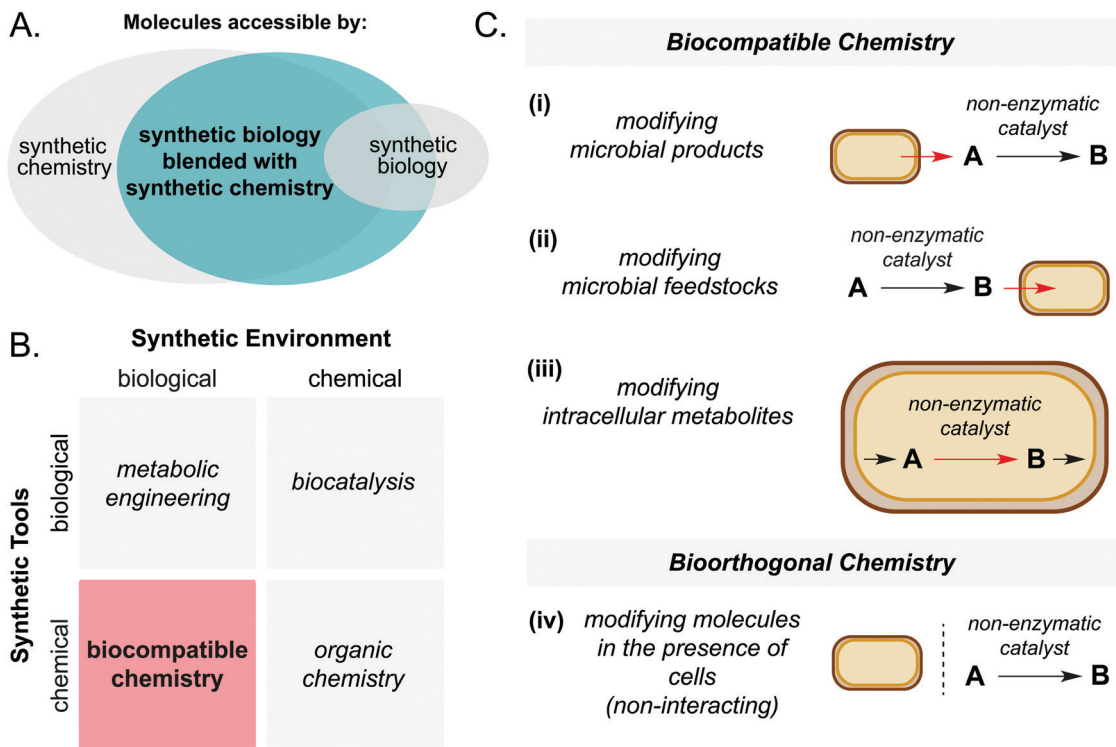 A.
Molecules accessible by:
synthetic
chemistry
synthetic biology
blended with
synthetic chemistry
synthetic
biology
B.
Synthetic Environment
biological
chemical
Synthetic Tools
biological
chemical
metabolic
engineering
biocatalysis
biocompatible
chemistry
organic
chemistry
C.
Biocompatible Chemistry
(i)
modifying
microbial products
non-enzymatic
catalyst
A
B
(ii)
modifying
microbial feedstocks
non-enzymatic
catalyst
A
B
(iii)
modifying
intracellular metabolites
non-enzymatic
catalyst
A
B
Bioorthogonal Chemistry
(iv)
modifying molecules
in the presence of
cells
(non-interacting)
non-enzymatic
catalyst
A
B